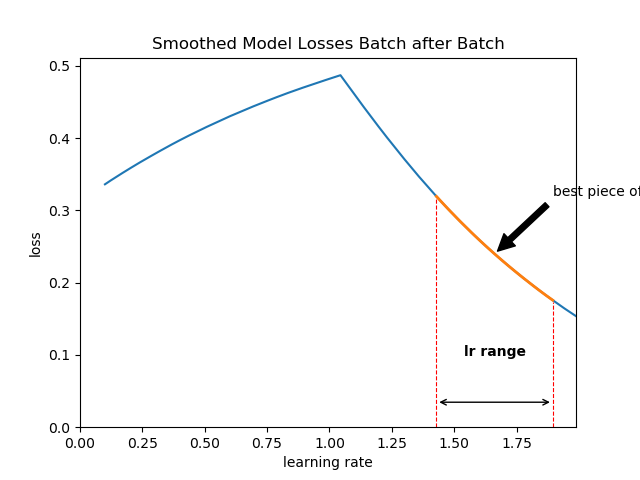 Smoothed Model Losses Batch after Batch
0.5
0.4
0.3
0.2
0.1
0.0
loss
best piece of
lr range
0.00 0.25 0.50 0.75 1.00 1.25 1.50 1.75
learning rate